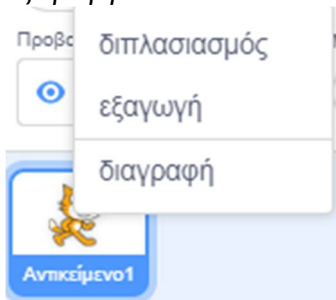 Προβο
διπλασιασμός
εξαγωγή
διαγραφή
Αντικείμενο1